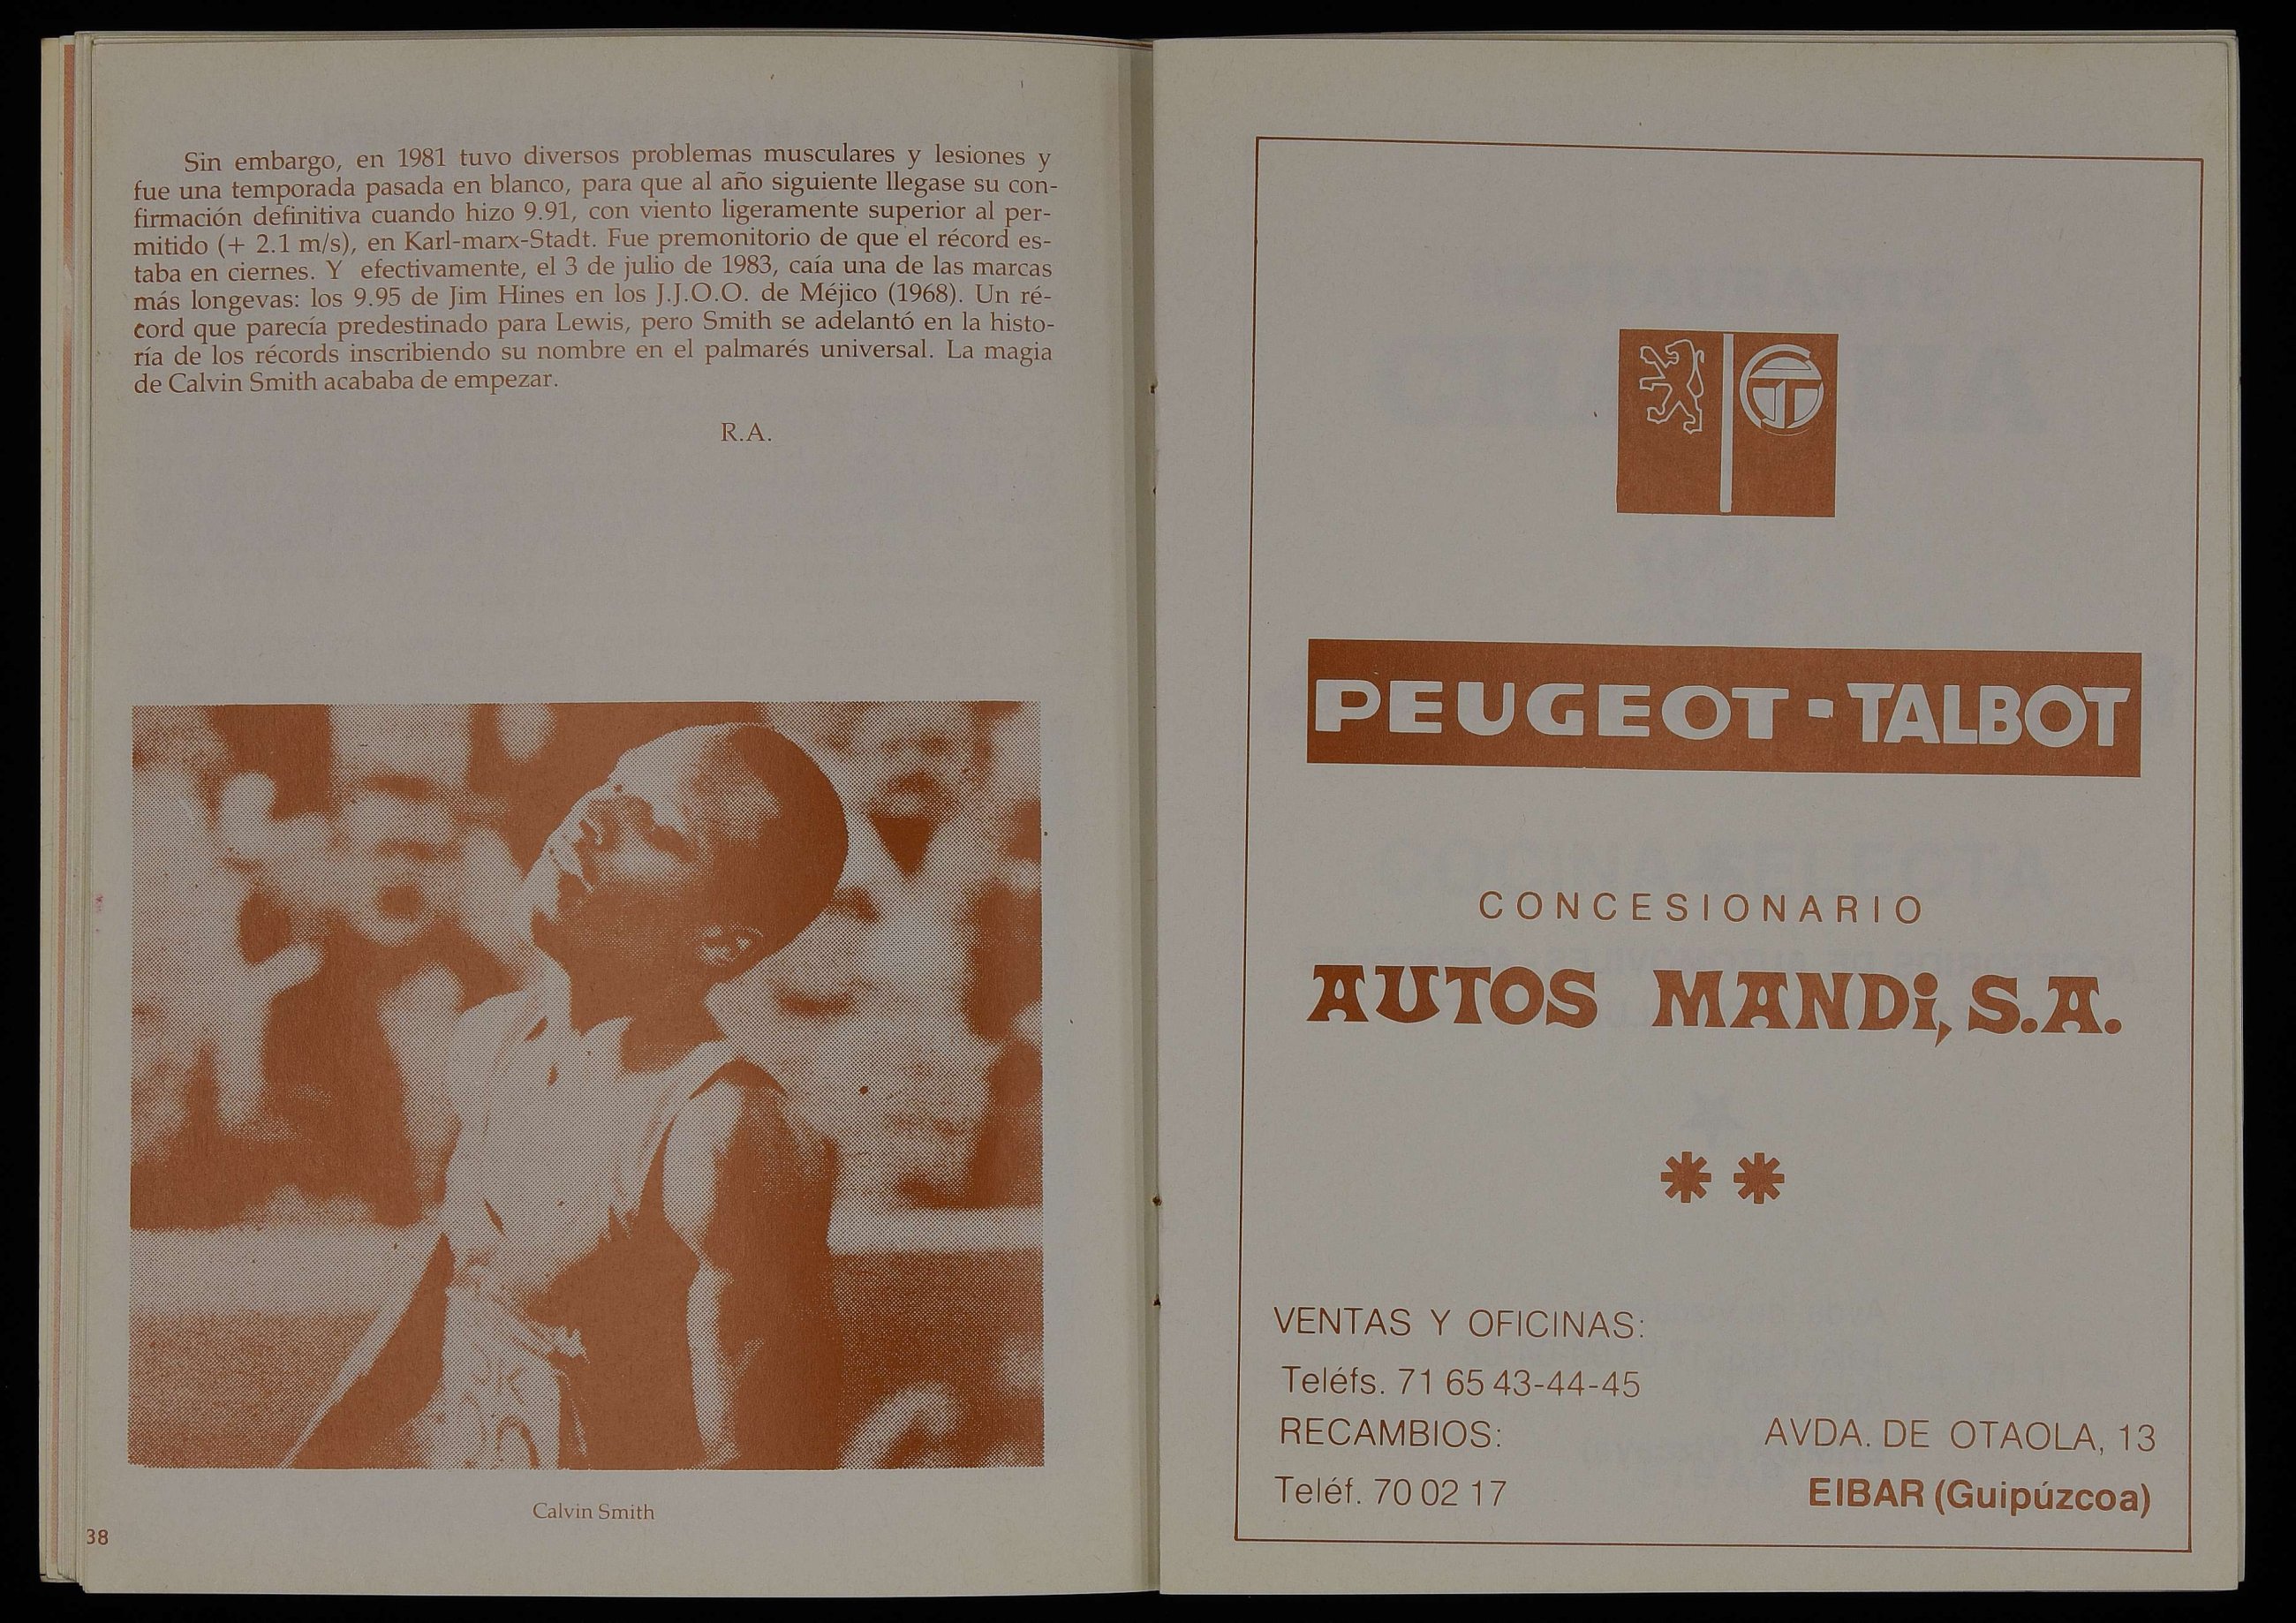 Sin embargo, en 1981 tuvo diversos problemas musculares y lesiones y
fue una temporada pasada en blanco, para que al año siguiente llegase su con-
firmación definitiva cuando hizo 9.91, con viento ligeramente superior al per-
mitido (+ 2.1 m/s), en Karl-marx-Stadt. Fue premonitorio de que el récord es-
taba en ciernes. Y efectivamente, el 3 de julio de 1983, caía una de las marcas
más longevas: los 9.95 de Jim Hines en los J.J.O.O. de Méjico (1968). Un ré-
cord que parecía predestinado para Lewis, pero Smith se adelantó en la histo-
ría de los récords inscribiendo su nombre en el palmarés universal. La magia
de Calvin Smith acababa de empezar.
R.A.
Calvin Smith
38
PEUGEOT - TALBOT
CONCESIONARIO
AUTOS MANDi, S.A.
* *
VENTAS Y OFICINAS:
Teléfs. 71 65 43-44-45
RECAMBIOS:
Teléf. 70 02 17
AVDA. DE OTAOLA, 13
EIBAR (Guipúzcoa)